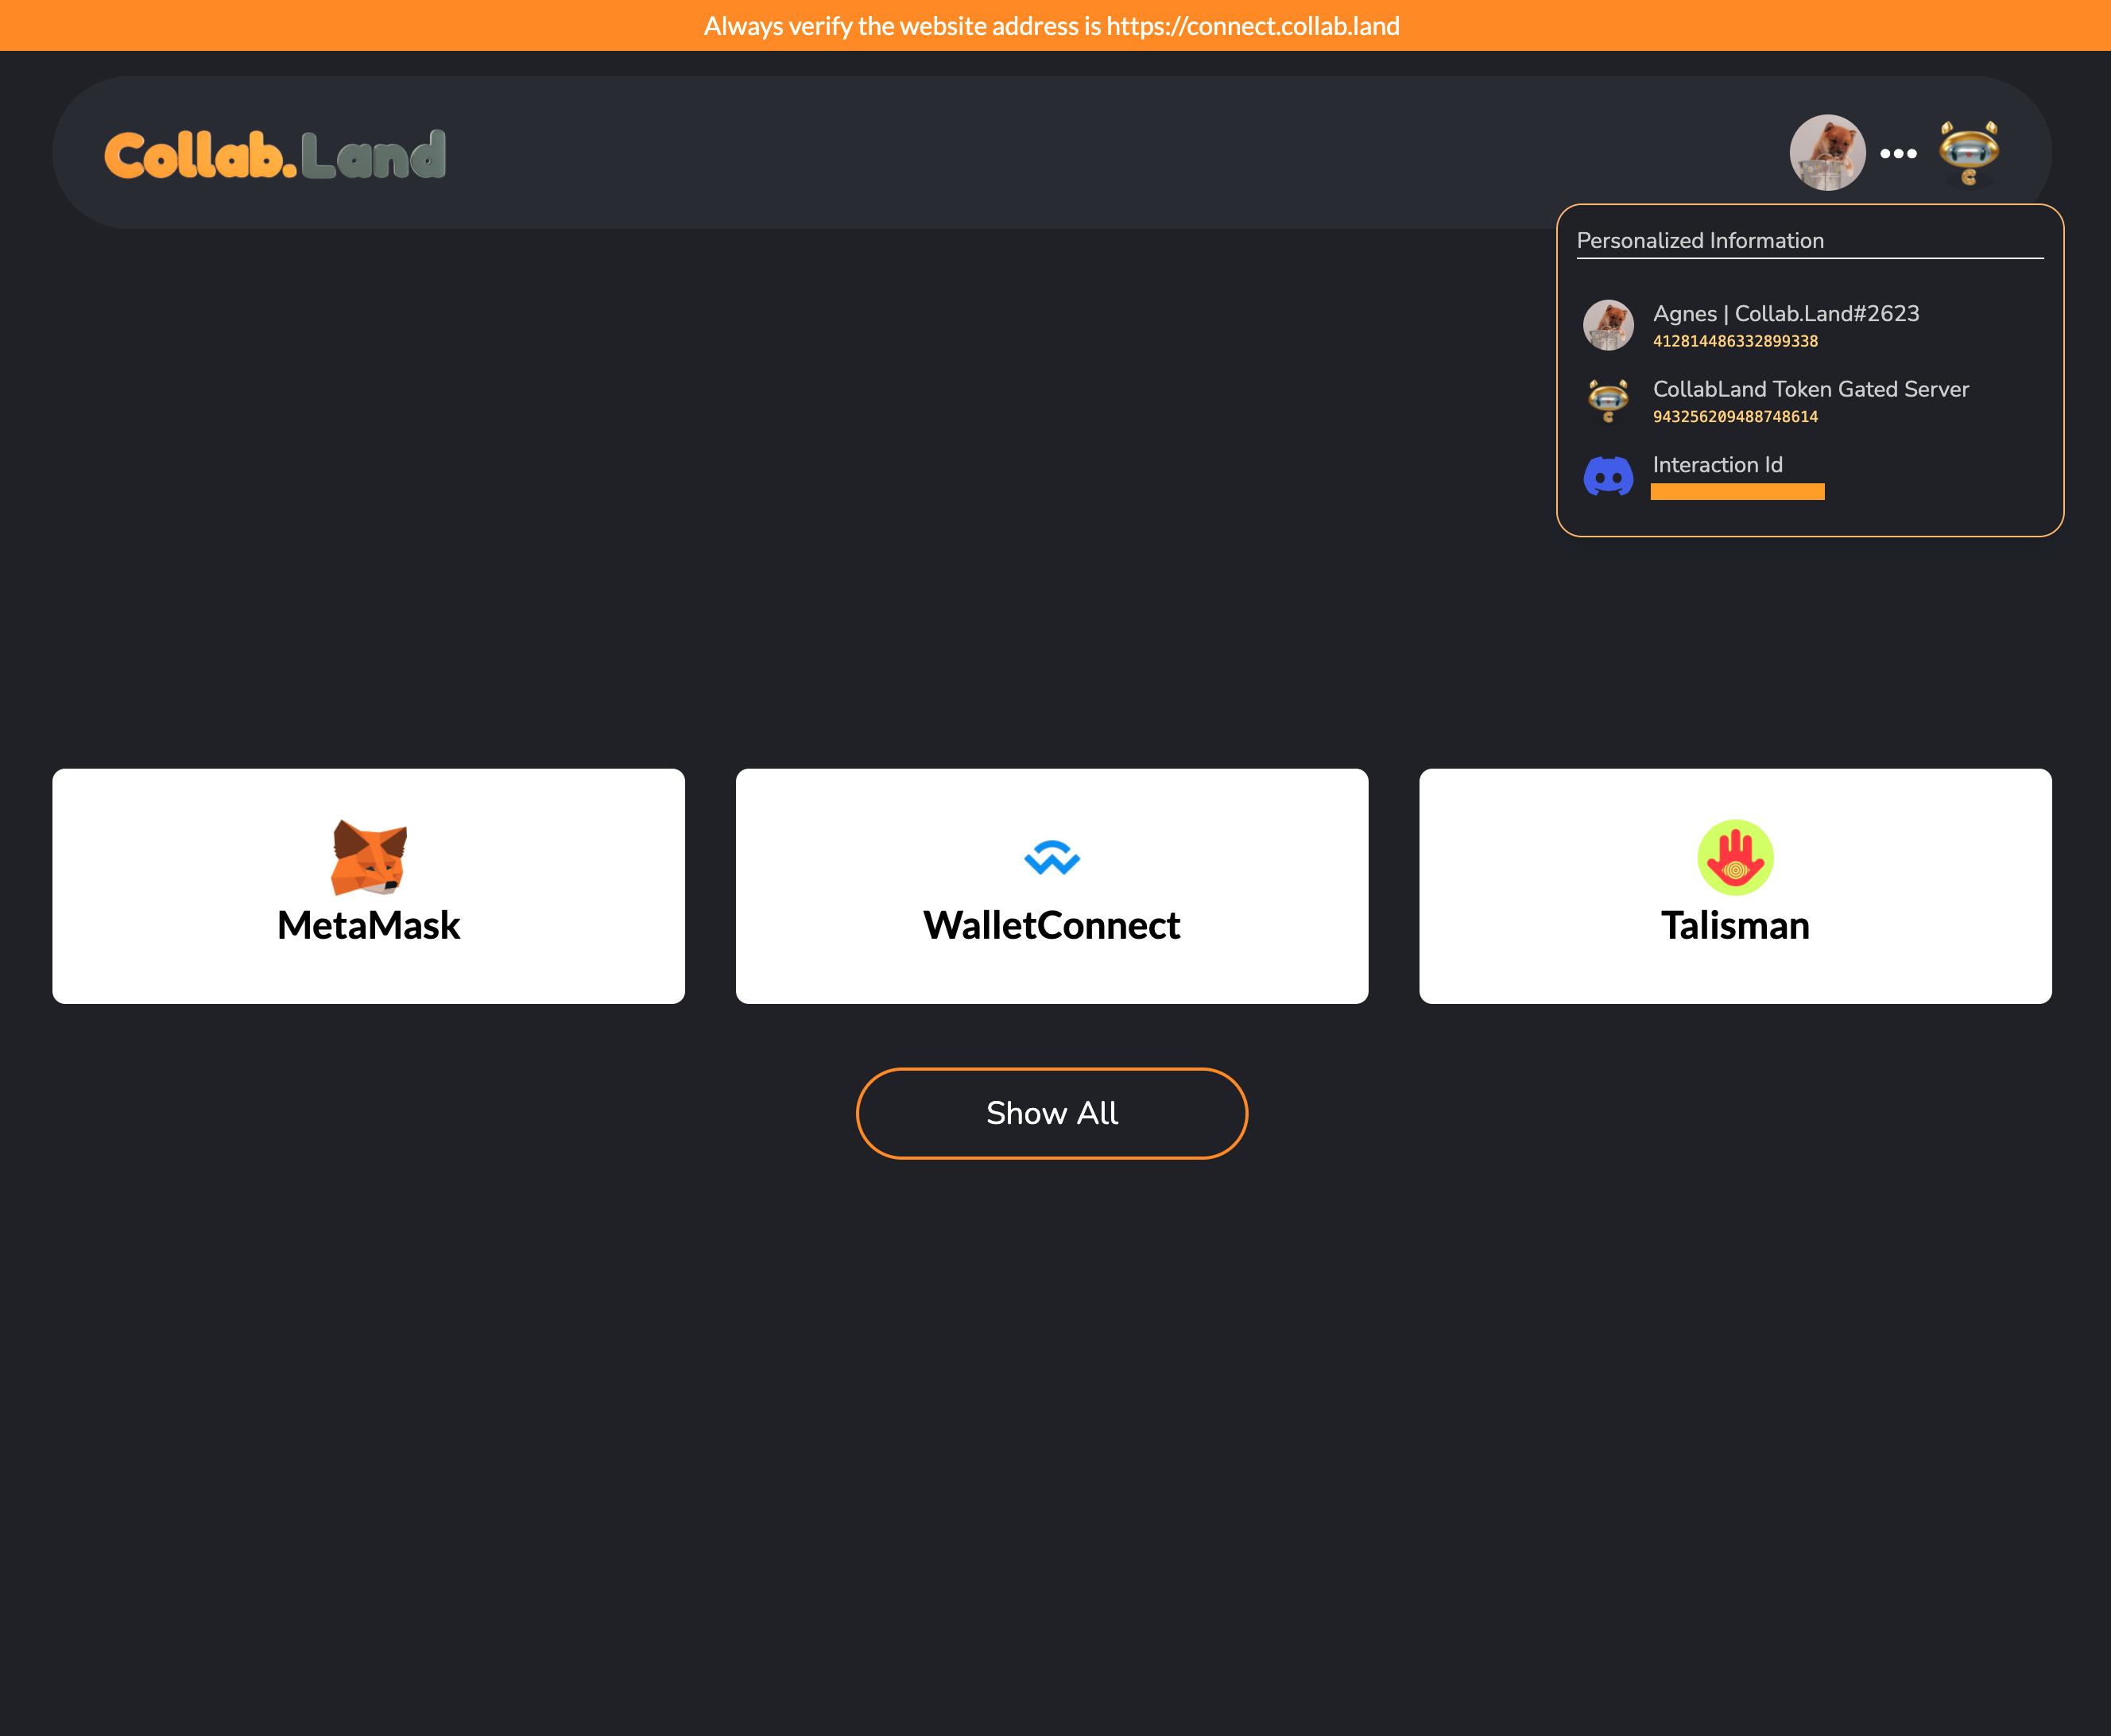 Always verify the website address is https://connect.collab.land
Collab.Land
Personalized Information
Agnes | Collab.Land#2623
412814486332899338
CollabLand Token Gated Server
943256209488748614
Interaction Id
MetaMask
WalletConnect
Talisman
Show All